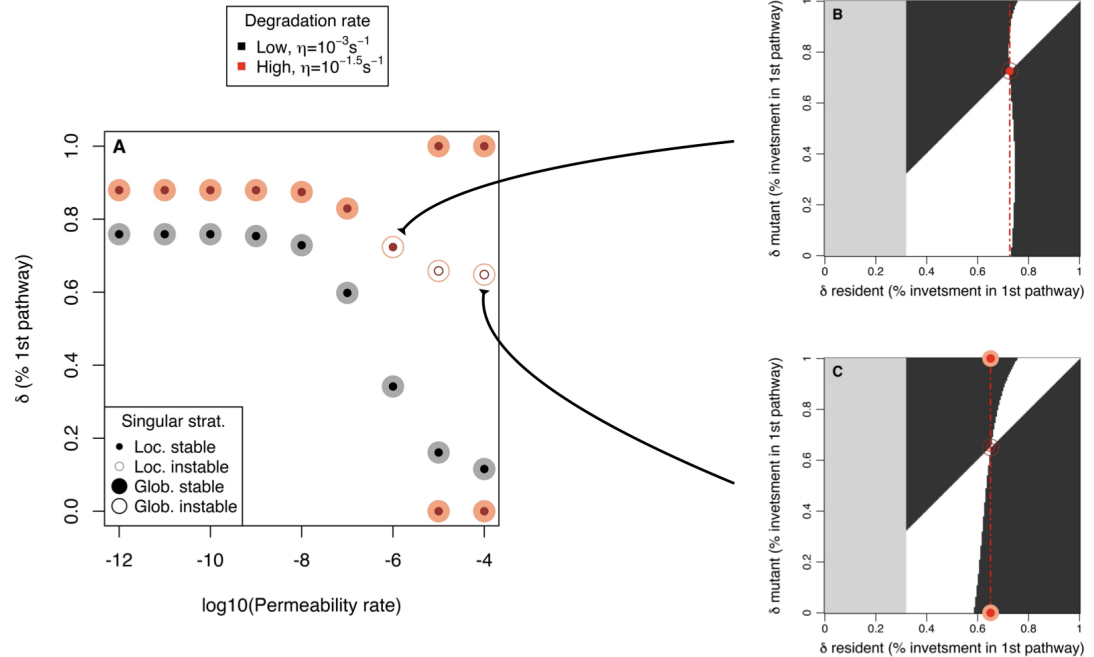 Degradation rate
Low, η=10⁻³s⁻¹
High, η=10⁻¹·⁵s⁻¹
A
δ (% 1st pathway)
1.0
0.8
0.6
0.4
0.2
0.0
Singular strat.
Loc. stable
Loc. instable
Glob. stable
Glob. instable
-12 -10 -8 -6 -4
log10(Permeability rate)
B
δ mutant (% invetsment in 1st pathway)
1
0.8
0.6
0.4
0.2
0
0 0.2 0.4 0.6 0.8 1
δ resident (% invetsment in 1st pathway)
C
δ mutant (% invetsment in 1st pathway)
1
0.8
0.6
0.4
0.2
0
0 0.2 0.4 0.6 0.8 1
δ resident (% invetsment in 1st pathway)